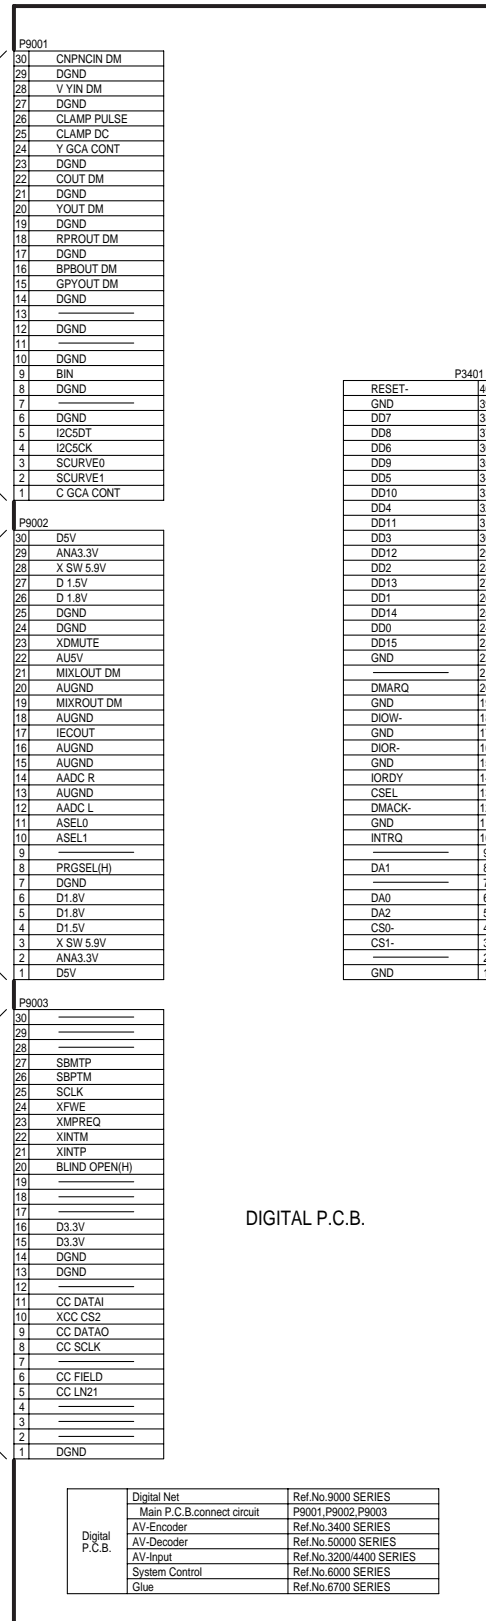 P9001
30 CNPNCIN DM
29 DGND
28 V YIN DM
27 DGND
26 CLAMP PULSE
25 CLAMP DC
24 Y GCA CONT
23 DGND
22 COUT DM
21 DGND
20 YOUT DM
19 DGND
18 RPROUT DM
17 DGND
16 BPBOUT DM
15 GPYOUT DM
14 DGND
13
12 DGND
11
10 DGND
9 BIN
8 DGND
7
6 DGND
5 I2C5DT
4 I2C5CK
3 SCURVE0
2 SCURVE1
1 C GCA CONT
P9002
30 D5V
29 ANA3.3V
28 X SW 5.9V
27 D 1.5V
26 D 1.8V
25 DGND
24 DGND
23 XDMUTE
22 AU5V
21 MIXLOUT DM
20 AUGND
19 MIXROUT DM
18 AUGND
17 IECOUT
16 AUGND
15 AUGND
14 AADC R
13 AUGND
12 AADC L
11 ASEL0
10 ASEL1
9
8 PRGSEL(H)
7 DGND
6 D1.8V
5 D1.8V
4 D1.5V
3 X SW 5.9V
2 ANA3.3V
1 D5V
P9003
30
29
28
27 SBMTP
26 SBPTM
25 SCLK
24 XFWE
23 XMPREQ
22 XINTM
21 XINTP
20 BLIND OPEN(H)
19
18
17
16 D3.3V
15 D3.3V
14 DGND
13 DGND
12
11 CC DATAI
10 XCC CS2
9 CC DATAO
8 CC SCLK
7
6 CC FIELD
5 CC LN21
4
3
2
1 DGND
P3401
RESET-
GND
DD7
DD8
DD6
DD9
DD5
DD10
DD4
DD11
DD3
DD12
DD2
DD13
DD1
DD14
DD0
DD15
GND
DMARQ
GND
DIOW-
GND
DIOR-
GND
IORDY
CSEL
DMACK-
GND
INTRQ
9
DA1 8
7
DA0 6
DA2 5
CS0- 4
CS1- 3
2
GND 1
DIGITAL P.C.B.
Digital P.C.B.
Digital Net Ref.No.9000 SERIES
Main P.C.B.connect circuit P9001,P9002,P9003
AV-Encoder Ref.No.3400 SERIES
AV-Decoder Ref.No.50000 SERIES
AV-Input Ref.No.3200/4400 SERIES
System Control Ref.No.6000 SERIES
Glue Ref.No.6700 SERIES